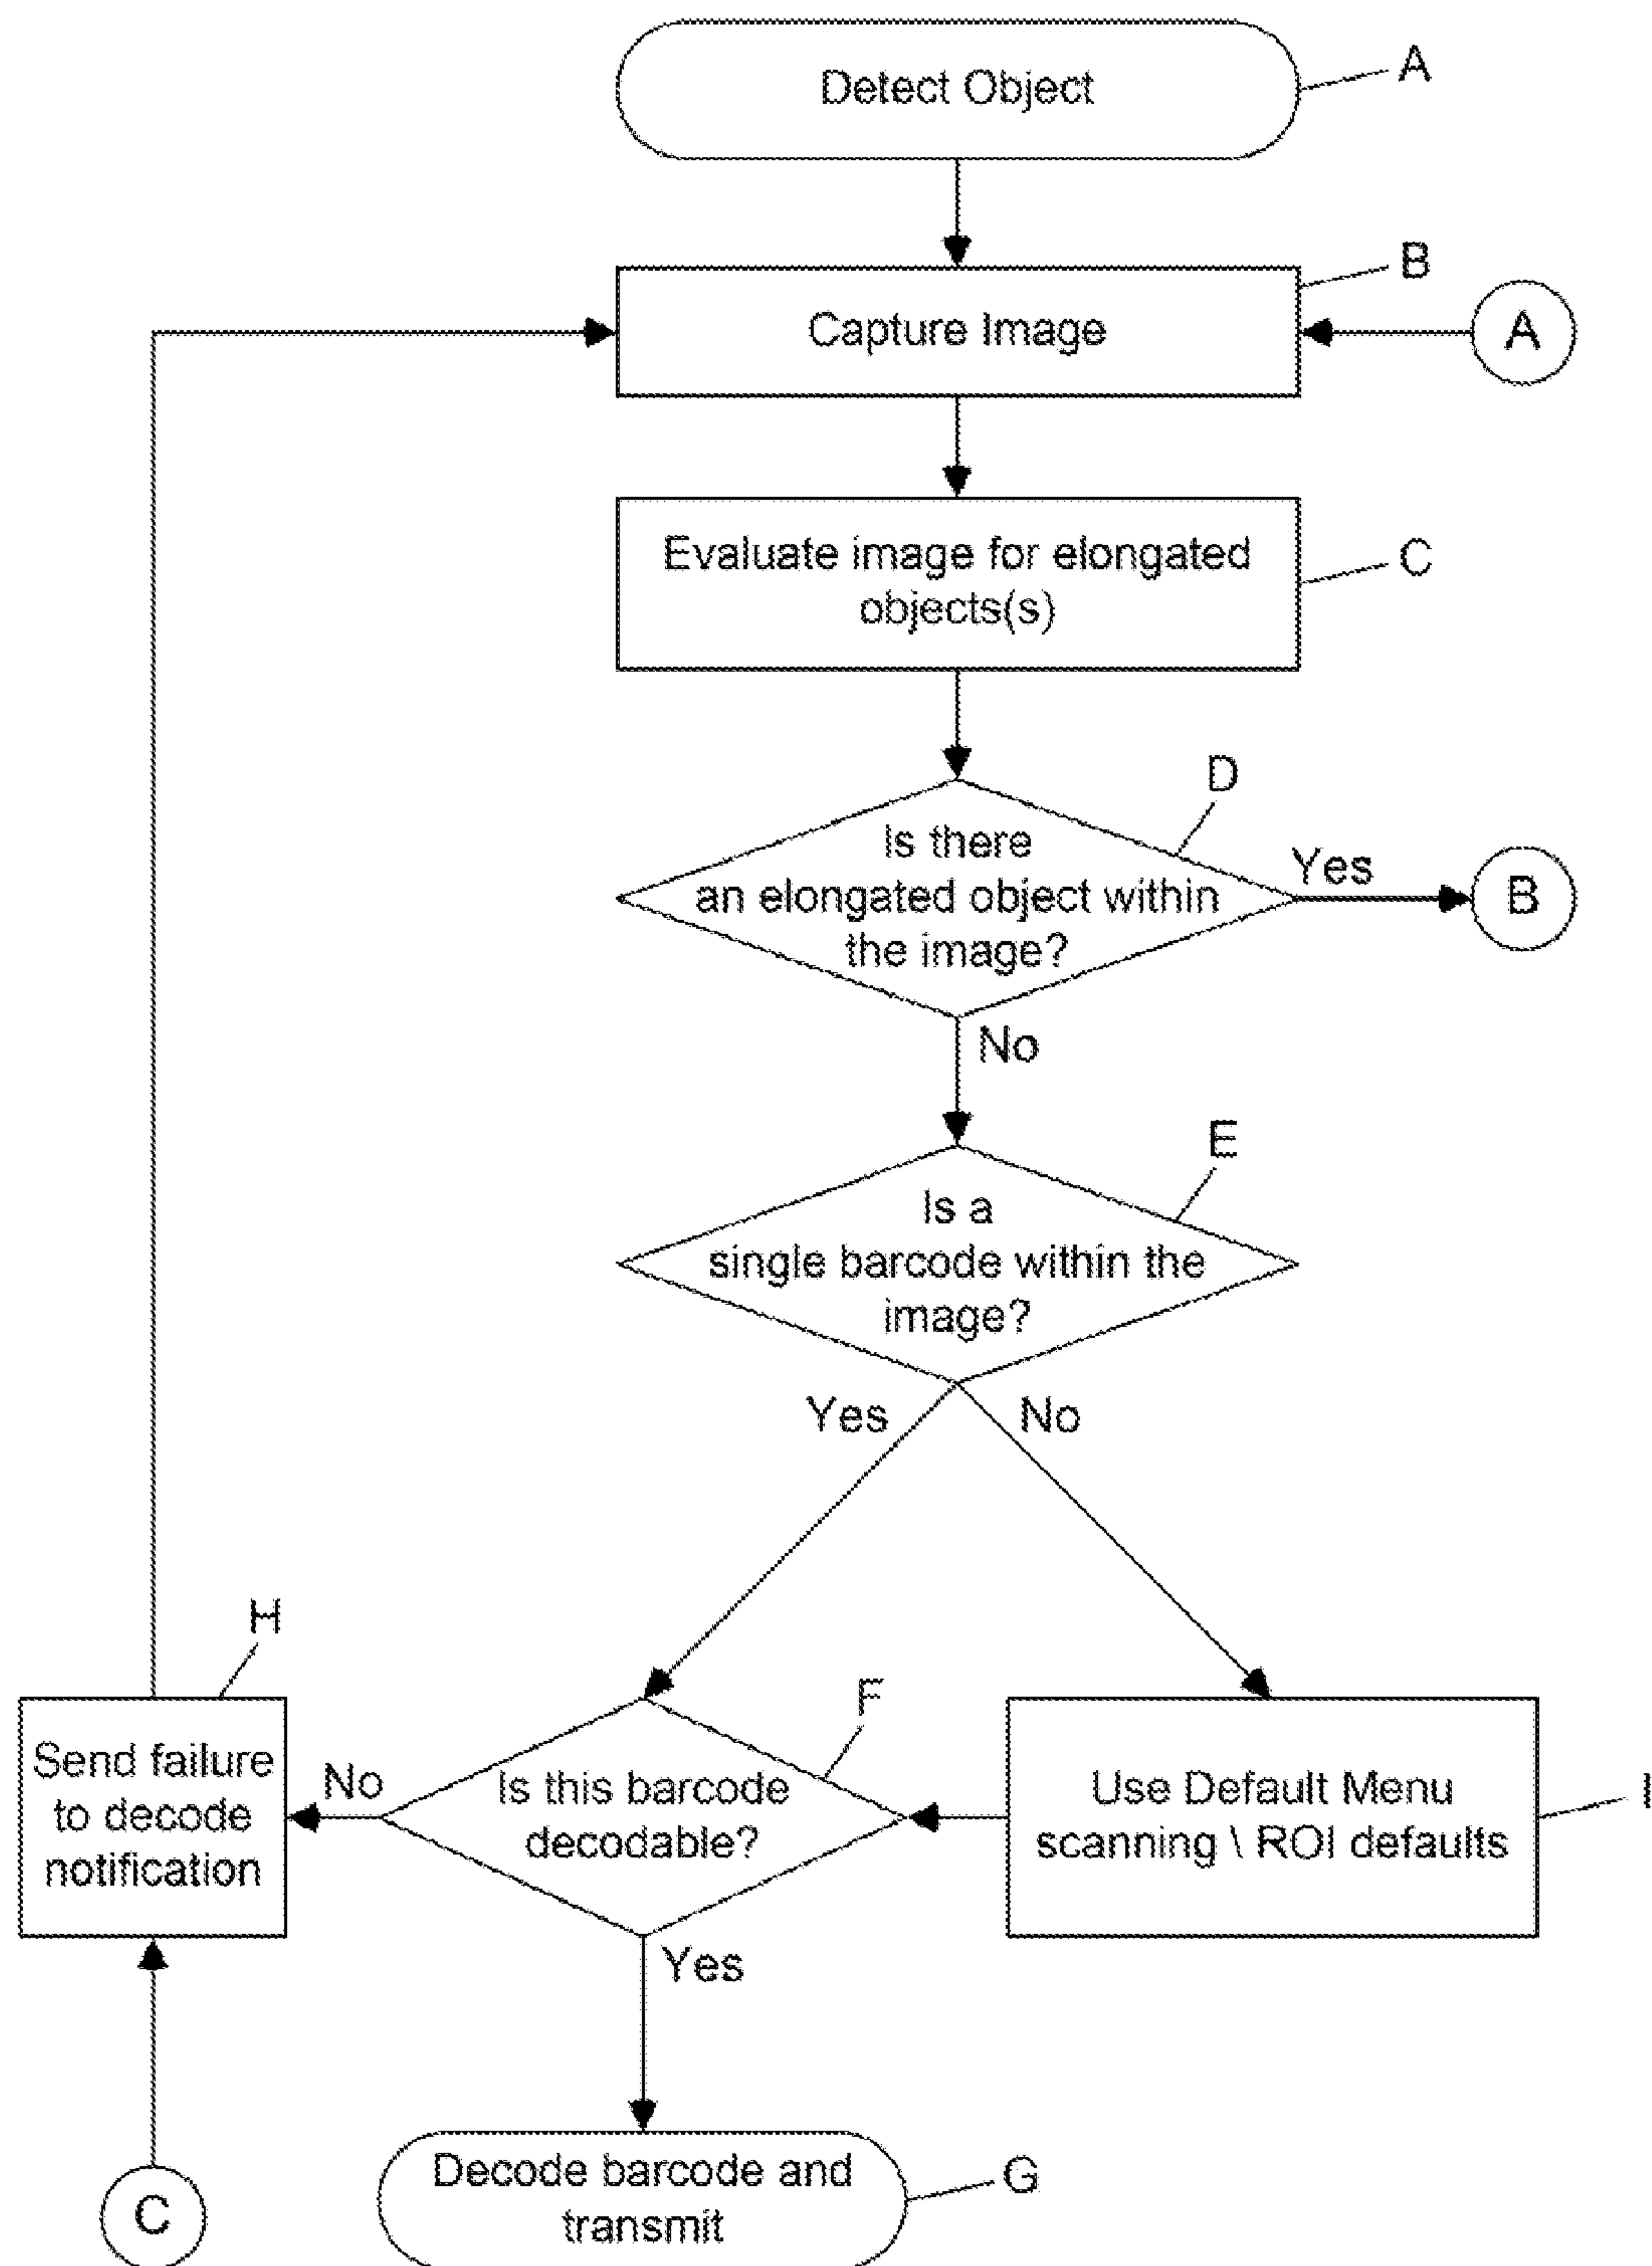 Detect Object
A
B
Capture Image
A
Evaluate image for elongated
objects(s)
C
D
Is there
an elongated object within
the image?
Yes
B
No
E
Is a
single barcode within the
image?
Yes
No
H
F
Send failure
to decode
notification
No
Is this barcode
decodable?
Use Default Menu
scanning \ ROI defaults
I
Yes
Decode barcode and
transmit
G
C